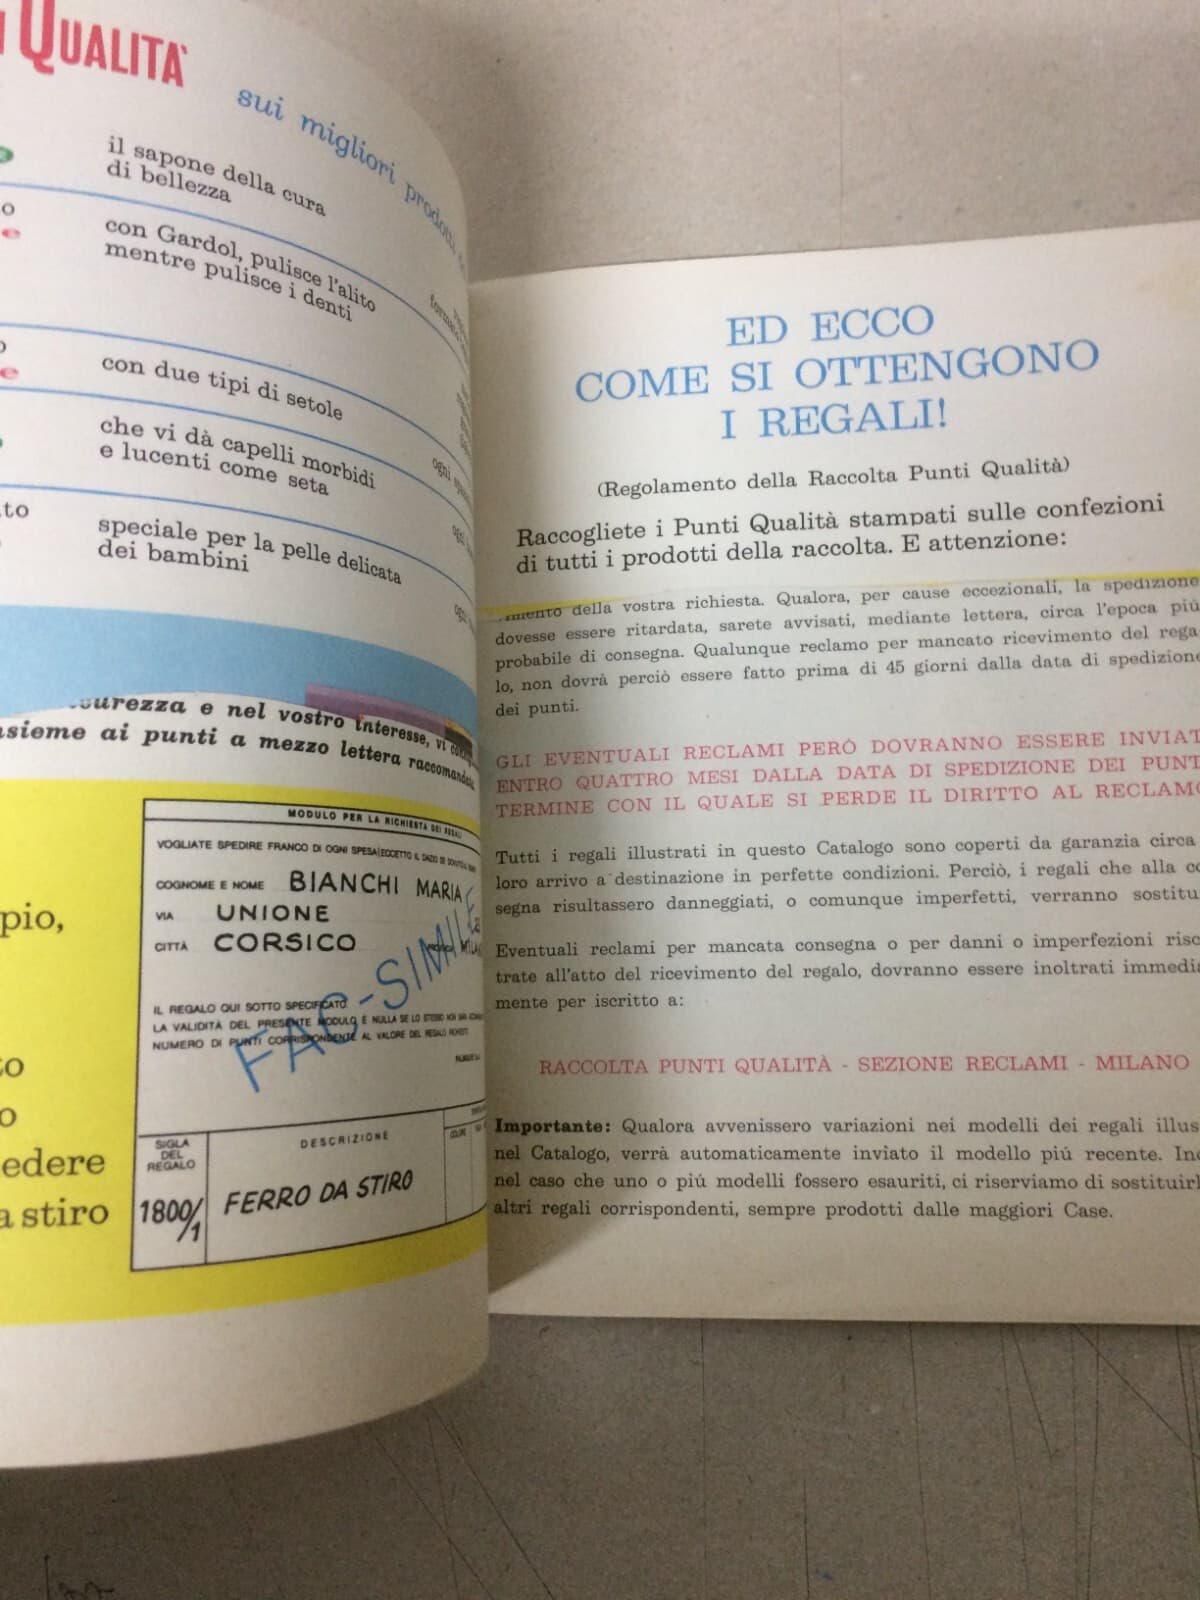 QUALITÀ
sui migliori prodotti
il sapone della cura
di bellezza
con Gardol, pulisce l'alito
mentre pulisce i denti
con due tipi di setole
che vi dà capelli morbidi
e lucenti come seta
speciale per la pelle delicata
dei bambini
e nel vostro interesse, vi
ai punti a mezzo lettera
MODULO PER LA RICHIESTA DEI REGALI
VOGLIATE SPEDIRE FRANCO DI OGNI SPESA (ECCETTO IL DAZIO SE DOVUTO)
COGNOME E NOME BIANCHI MARIA
VIA UNIONE
CITTÀ CORSICO
FAC-SIMILE
IL REGALO QUI SOTTO SPECIFICATO.
LA VALIDITÀ DEL PRESENTE MODULO È NULLA SE LO STESSO NON SARÀ
NUMERO DI PUNTI CORRISPONDENTE AL VALORE DEL REGALO
SIGLA
DEL
REGALO
DESCRIZIONE
COLORE
1800/1
FERRO DA STIRO
pio,
edere
a stiro
ED ECCO
COME SI OTTENGONO
I REGALI!
(Regolamento della Raccolta Punti Qualità)
Raccogliete i Punti Qualità stampati sulle confezioni
di tutti i prodotti della raccolta. E attenzione:
della vostra richiesta. Qualora, per cause eccezionali, la spedizione
dovesse essere ritardata, sarete avvisati, mediante lettera, circa l'epoca più
probabile di consegna. Qualunque reclamo per mancato ricevimento del rega-
lo, non dovrà perciò essere fatto prima di 45 giorni dalla data di spedizione
dei punti.
GLI EVENTUALI RECLAMI PERÒ DOVRANNO ESSERE INVIAT
ENTRO QUATTRO MESI DALLA DATA DI SPEDIZIONE DEI PUNT
TERMINE CON IL QUALE SI PERDE IL DIRITTO AL RECLAMO
Tutti i regali illustrati in questo Catalogo sono coperti da garanzia circa
loro arrivo a destinazione in perfette condizioni. Perciò, i regali che alla co
segna risultassero danneggiati, o comunque imperfetti, verranno sostitu
Eventuali reclami per mancata consegna o per danni o imperfezioni risco
trate all'atto del ricevimento del regalo, dovranno essere inoltrati immedia
mente per iscritto a:
RACCOLTA PUNTI QUALITÀ - SEZIONE RECLAMI - MILANO
Importante: Qualora avvenissero variazioni nei modelli dei regali illus
nel Catalogo, verrà automaticamente inviato il modello più recente. Ino
nel caso che uno o più modelli fossero esauriti, ci riserviamo di sostituirl
altri regali corrispondenti, sempre prodotti dalle maggiori Case.